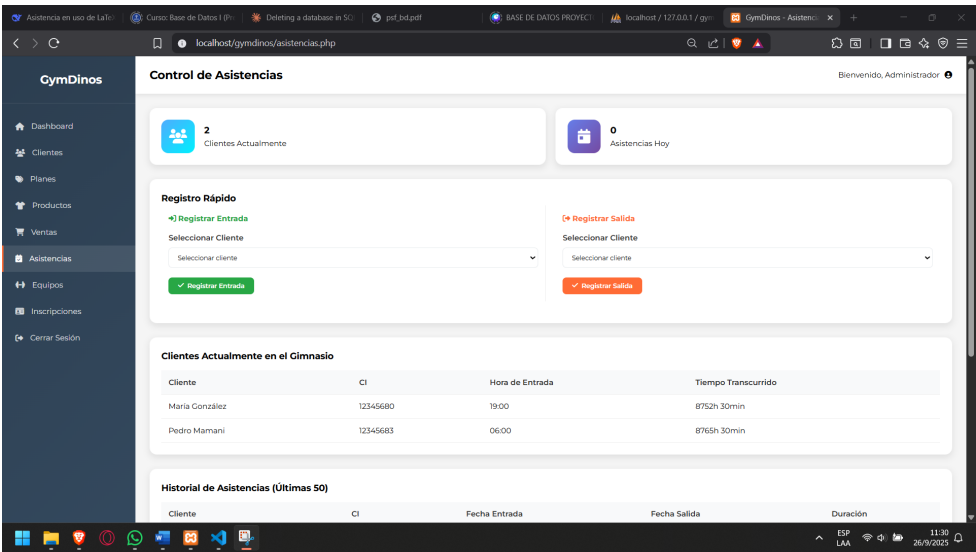 Asistencia en uso de LaTe
Curso: Base de Datos I (Pe
Deleting a database in SQ
psf_bd.pdf
BASE DE DATOS PROYECT
localhost / 127.0.0.1 / gym
GymDinos - Asistenc
localhost/gymdinos/asistencias.php
GymDinos
Dashboard
Clientes
Planes
Productos
Ventas
Asistencias
Equipos
Inscripciones
Cerrar Sesión
Control de Asistencias
Bienvenido, Administrador
2
Clientes Actualmente
0
Asistencias Hoy
Registro Rápido
Registrar Entrada
Seleccionar Cliente
Seleccionar cliente
Registrar Entrada
Registrar Salida
Seleccionar Cliente
Seleccionar cliente
Registrar Salida
Clientes Actualmente en el Gimnasio
Cliente CI Hora de Entrada Tiempo Transcurrido
María González 12345680 19:00 8752h 30min
Pedro Mamani 12345683 06:00 8765h 30min
Historial de Asistencias (Últimas 50)
Cliente CI Fecha Entrada Fecha Salida Duración
ESP
LAA
11:30
26/9/2025